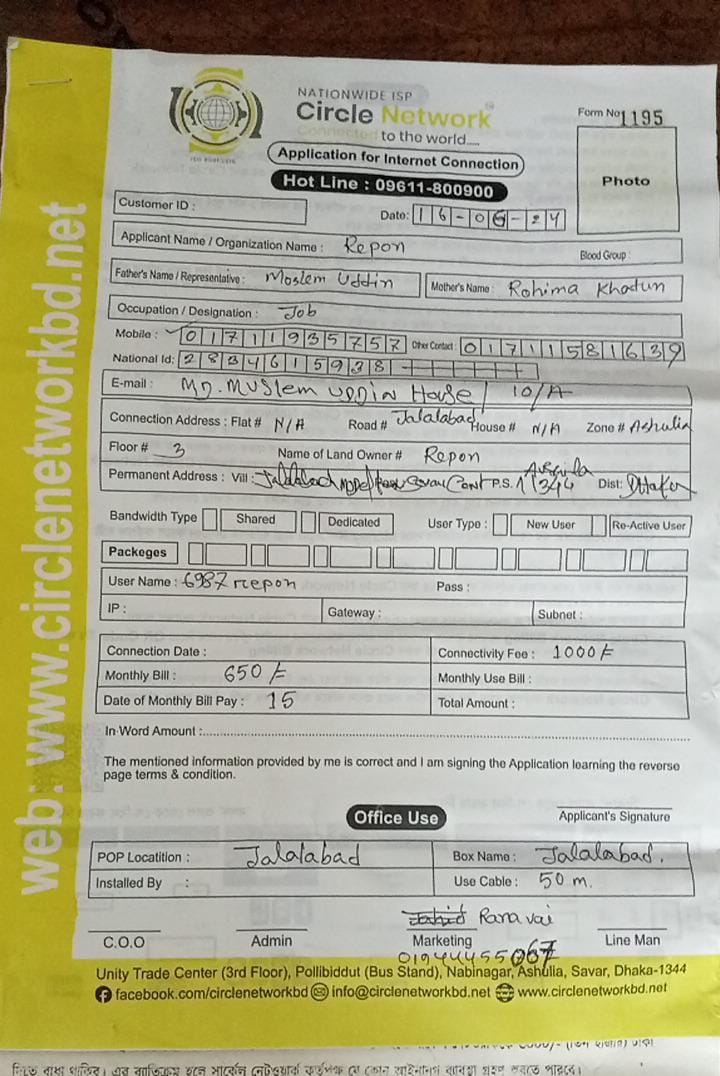 NATIONWIDE ISP
Circle Network
Connected to the world.....
Form No 1195
Application for Internet Connection
Hot Line : 09611-800900
Photo
Customer ID :
Date: 16-06-24
Applicant Name / Organization Name : Repon
Blood Group :
Father's Name / Representative : Moslem Uddin Mother's Name : Rohima Khatun
Occupation / Designation : Job
Mobile : 01711935757 Other Contact : 01711581639
National Id: 2834615938
E-mail : MD. Muslem Uddin House / 10/A
Connection Address : Flat # N/A Road # Jalalabad House # N/A Zone # Ashulia
Floor # 3 Name of Land Owner # Repon
Permanent Address : Vill : Jalalabad Model Cant P.S. 1344 Dist: Dhaka
Bandwidth Type Shared Dedicated User Type : New User Re-Active User
Packeges
User Name : 6987 repon Pass :
IP : Gateway : Subnet :
Connection Date : Connectivity Fee : 1000/=
Monthly Bill : 650/= Monthly Use Bill :
Date of Monthly Bill Pay : 15 Total Amount :
In Word Amount :
The mentioned information provided by me is correct and I am signing the Application learning the reverse
page terms & condition.
Office Use
Applicant's Signature
POP Locatition : Jalalabad Box Name : Jalalabad.
Installed By : Use Cable : 50 m.
Rana vai
C.O.O Admin Marketing Line Man
01944455067
Unity Trade Center (3rd Floor), Pollibiddut (Bus Stand), Nabinagar, Ashulia, Savar, Dhaka-1344
facebook.com/circlenetworkbd info@circlenetworkbd.net www.circlenetworkbd.net
web: www.circlenetworkbd.net